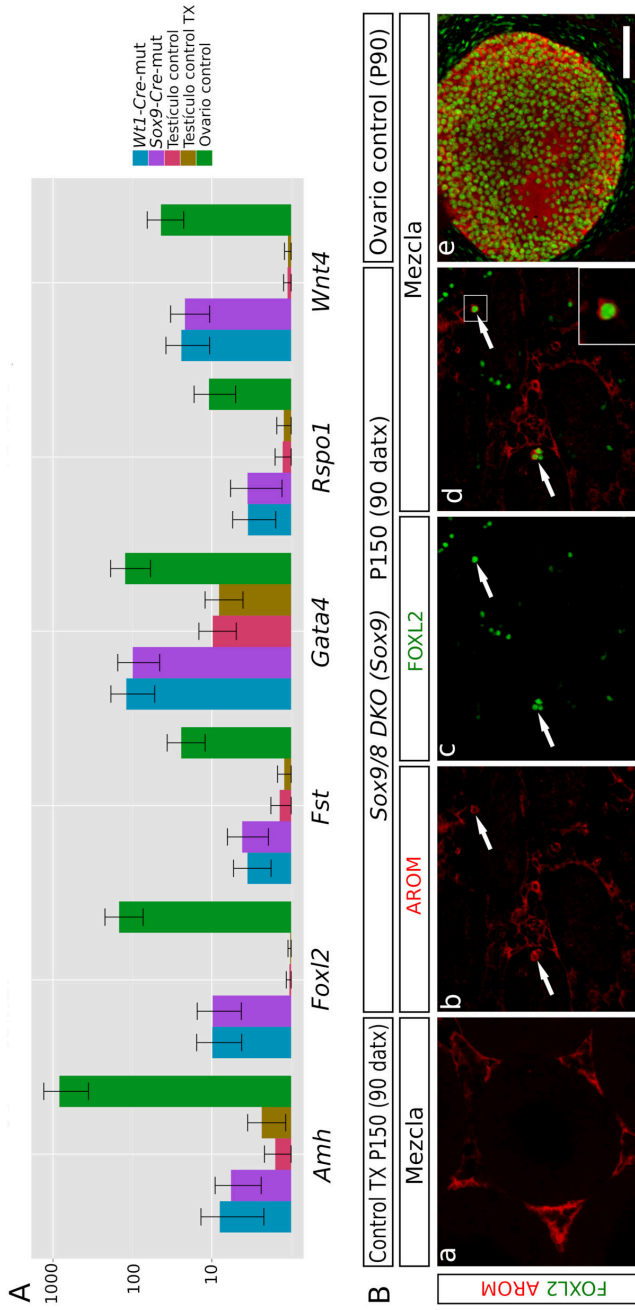 A
1000
100
10
Amh
Foxl2
Fst
Gata4
Rspo1
Wnt4
Wt1-Cre-mut
Sox9-Cre-mut
Testículo control
Testículo control TX
Ovario control
B
Control TX P150 (90 datx)
Sox9/8 DKO (Sox9) P150 (90 datx)
Ovario control (P90)
Mezcla
AROM
FOXL2
Mezcla
FOXL2 AROM
a
b
c
d
e